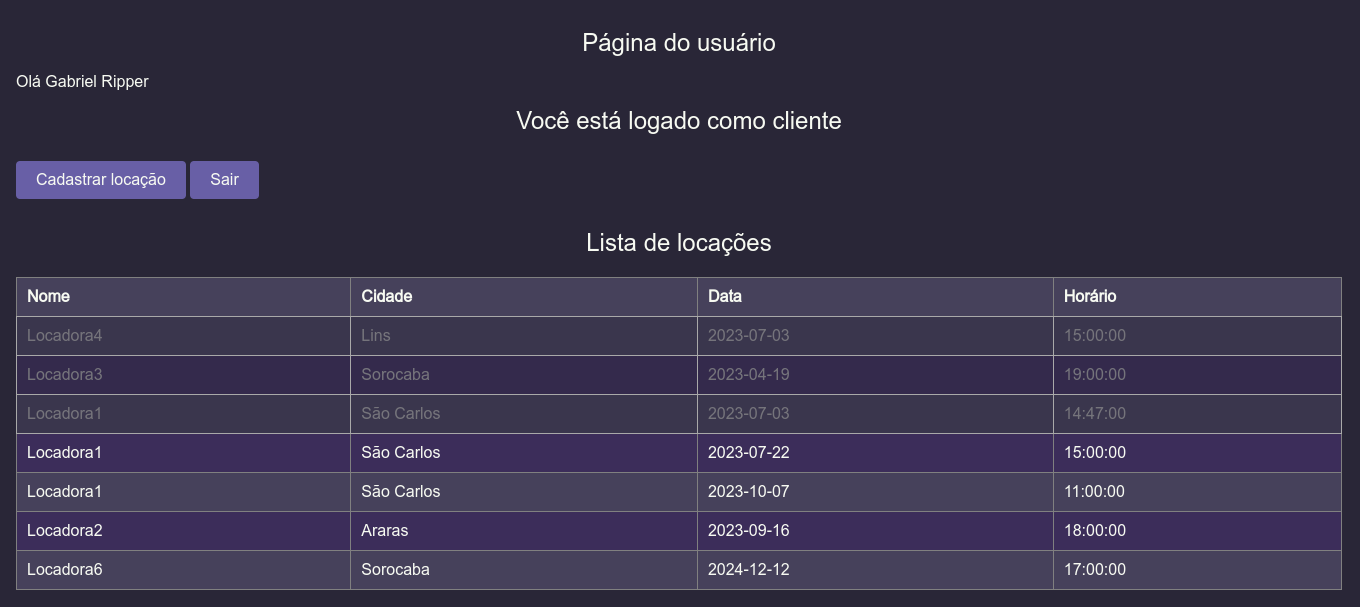 Página do usuário
Olá Gabriel Ripper
Você está logado como cliente
Cadastrar locação Sair
Lista de locações
Nome Cidade Data Horário
Locadora4 Lins 2023-07-03 15:00:00
Locadora3 Sorocaba 2023-04-19 19:00:00
Locadora1 São Carlos 2023-07-03 14:47:00
Locadora1 São Carlos 2023-07-22 15:00:00
Locadora1 São Carlos 2023-10-07 11:00:00
Locadora2 Araras 2023-09-16 18:00:00
Locadora6 Sorocaba 2024-12-12 17:00:00